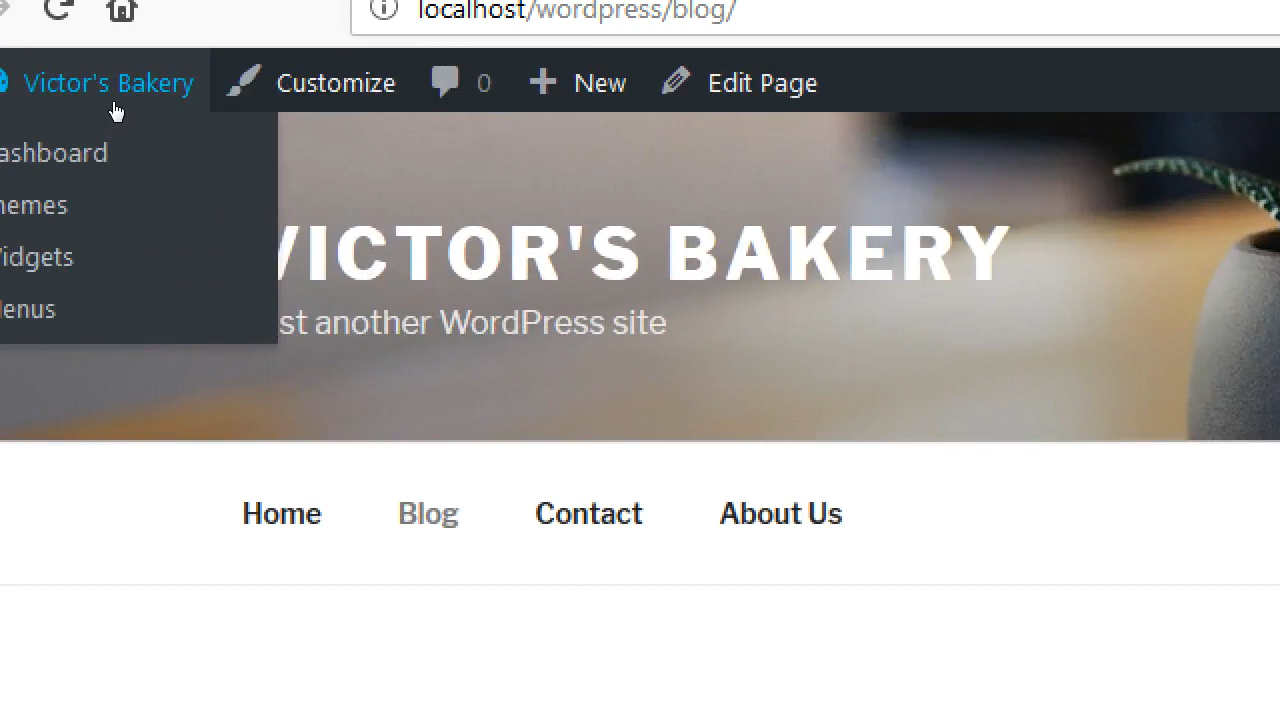 localhost/wordpress/blog/
Victor's Bakery Customize 0 New Edit Page
ashboard
hemes
idgets
enus
VICTOR'S BAKERY
st another WordPress site
Home Blog Contact About Us